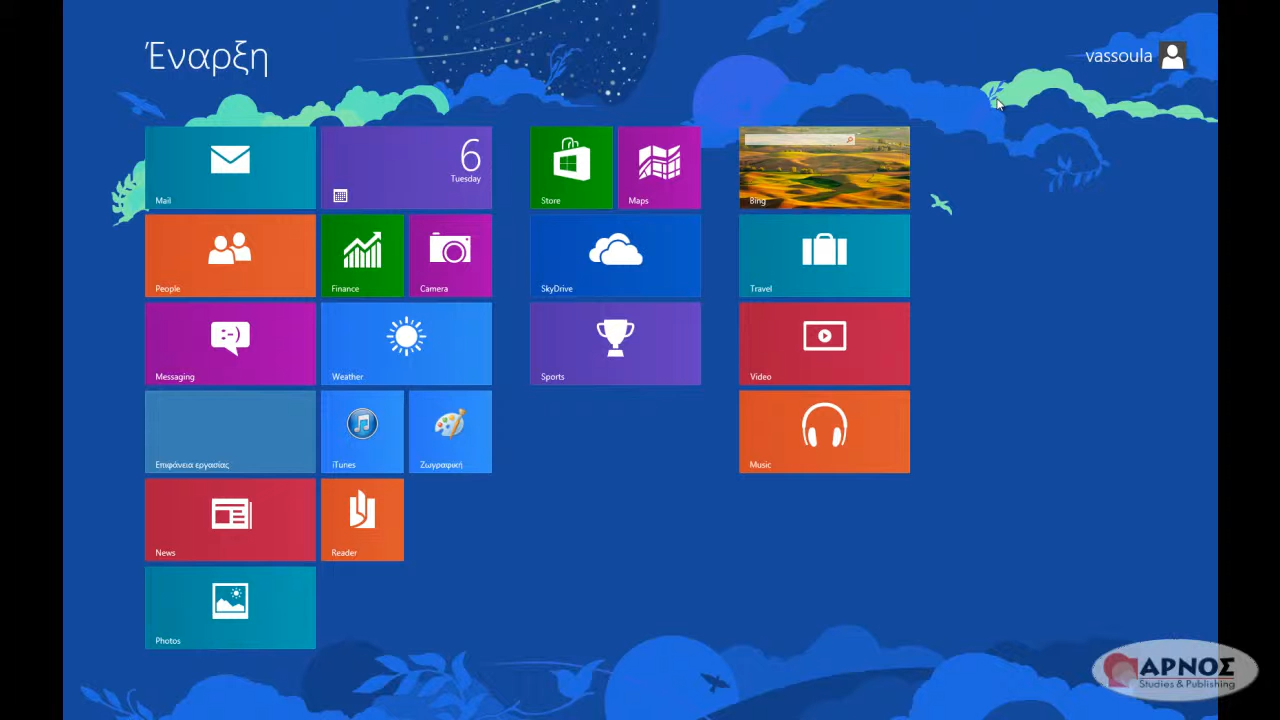 Έναρξη
vassoula
Mail
6
Tuesday
Store
Maps
Bing
People
Finance
Camera
SkyDrive
Travel
Messaging
Weather
Sports
Video
Επιφάνεια εργασίας
iTunes
Ζωγραφική
Music
News
Reader
Photos
ΑΡΝΟΣ
Studies & Publishing